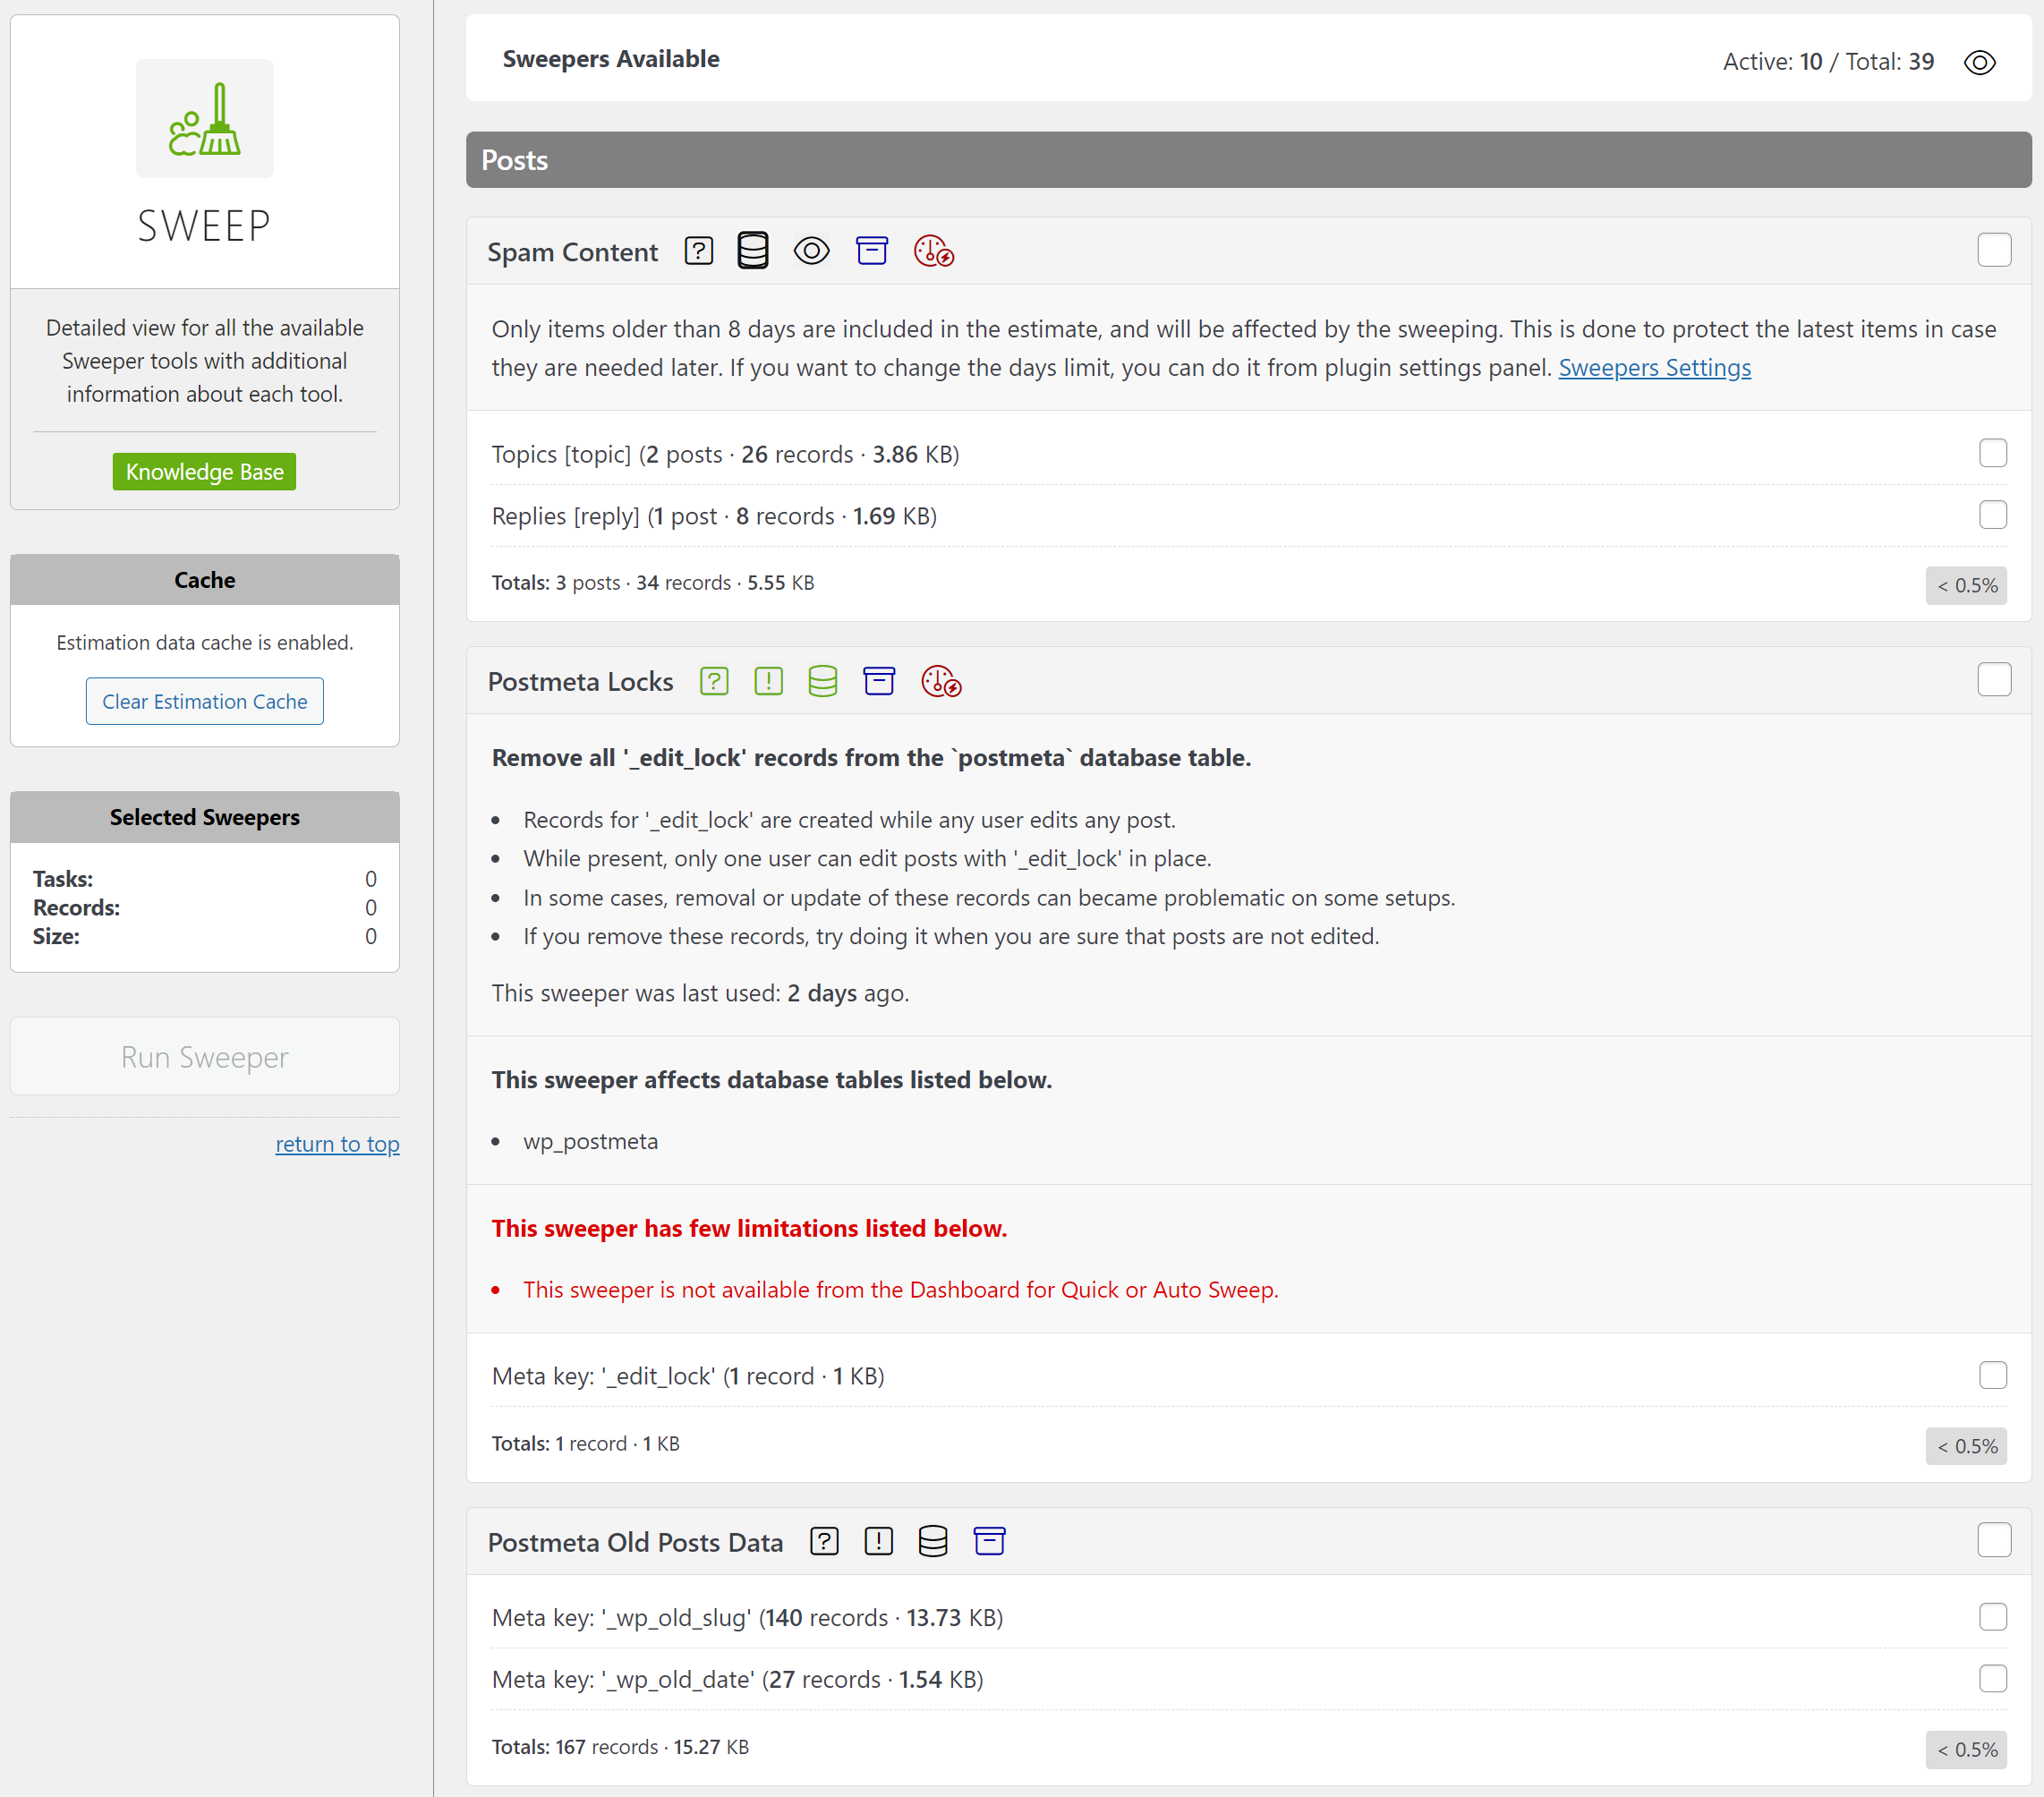 SWEEP
Detailed view for all the available
Sweeper tools with additional
information about each tool.
Knowledge Base
Cache
Estimation data cache is enabled.
Clear Estimation Cache
Selected Sweepers
Tasks: 0
Records: 0
Size: 0
Run Sweeper
return to top
Sweepers Available
Active: 10 / Total: 39
Posts
Spam Content
Only items older than 8 days are included in the estimate, and will be affected by the sweeping. This is done to protect the latest items in case
they are needed later. If you want to change the days limit, you can do it from plugin settings panel. Sweepers Settings
Topics [topic] (2 posts · 26 records · 3.86 KB)
Replies [reply] (1 post · 8 records · 1.69 KB)
Totals: 3 posts · 34 records · 5.55 KB
< 0.5%
Postmeta Locks
Remove all '_edit_lock' records from the `postmeta` database table.
• Records for '_edit_lock' are created while any user edits any post.
• While present, only one user can edit posts with '_edit_lock' in place.
• In some cases, removal or update of these records can became problematic on some setups.
• If you remove these records, try doing it when you are sure that posts are not edited.
This sweeper was last used: 2 days ago.
This sweeper affects database tables listed below.
• wp_postmeta
This sweeper has few limitations listed below.
• This sweeper is not available from the Dashboard for Quick or Auto Sweep.
Meta key: '_edit_lock' (1 record · 1 KB)
Totals: 1 record · 1 KB
< 0.5%
Postmeta Old Posts Data
Meta key: '_wp_old_slug' (140 records · 13.73 KB)
Meta key: '_wp_old_date' (27 records · 1.54 KB)
Totals: 167 records · 15.27 KB
< 0.5%